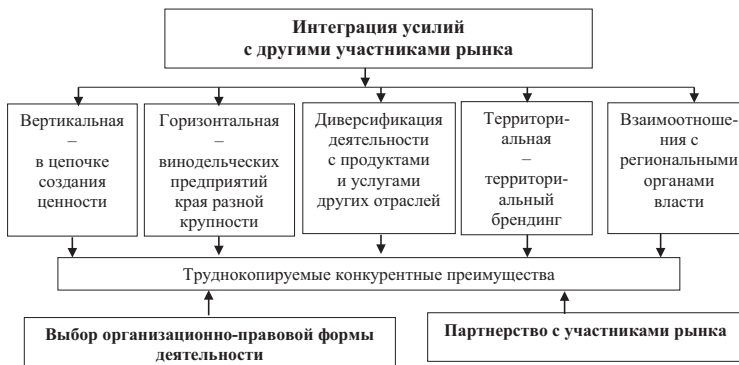 Интеграция усилий
с другими участниками рынка
Вертикальная
–
в цепочке
создания
ценности
Горизонтальная
–
винодельческих
предприятий
края разной
крупности
Диверсификация
деятельности
с продуктами
и услугами
других отраслей
Территори-
альная
–
территори-
альный
брендинг
Взаимоотноше-
ния с
региональными
органами
власти
Труднокопируемые конкурентные преимущества
Выбор организационно-правовой формы
деятельности
Партнерство с участниками рынка